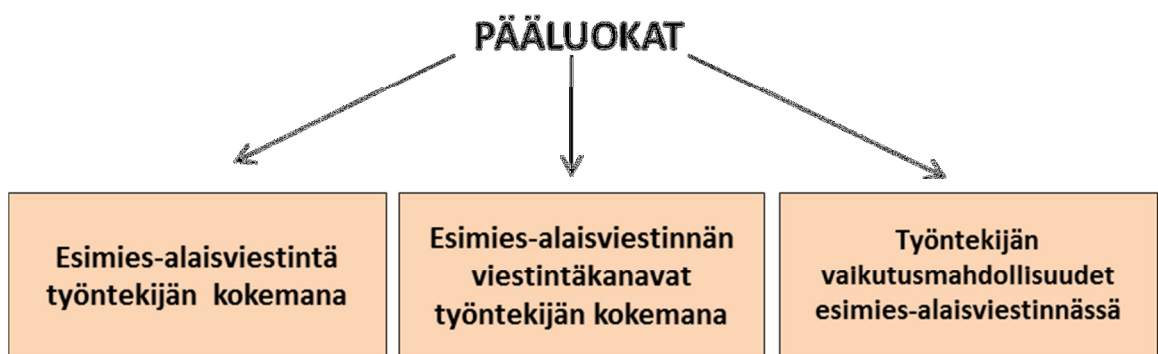 PÄÄLUOKAT
Esimies-alaisviestintä
työntekijän kokemana
Esimies-alaisviestinnän
viestintäkanavat
työntekijän kokemana
Työntekijän
vaikutusmahdollisuudet
esimies-alaisviestinnässä